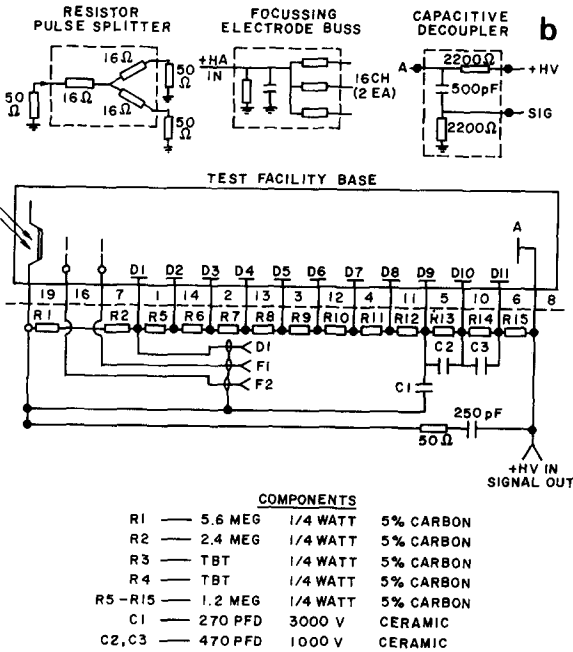 RESISTOR
PULSE SPLITTER
FOCUSSING
ELECTRODE BUSS
CAPACITIVE
DECOUPLER
b
16Ω
50
Ω
50
Ω
16Ω
16Ω
50
Ω
+HA
IN
16CH
(2 EA)
A
2200Ω
+HV
500pF
SIG
2200Ω
TEST FACILITY BASE
A
D1 D2 D3 D4 D5 D6 D7 D8 D9 D10 D11
19 16 7 1 14 2 13 3 12 4 11 5 10 6 8
R1 R2 R5 R6 R7 R8 R9 R10 R11 R12 R13 R14 R15
D1
F1
F2
C2 C3
C1
250pF
50Ω
+HV IN
SIGNAL OUT
COMPONENTS
R1 — 5.6 MEG 1/4 WATT 5% CARBON
R2 — 2.4 MEG 1/4 WATT 5% CARBON
R3 — TBT 1/4 WATT 5% CARBON
R4 — TBT 1/4 WATT 5% CARBON
R5-R15 — 1.2 MEG 1/4 WATT 5% CARBON
C1 — 270 PFD 3000 V CERAMIC
C2,C3 — 470 PFD 1000 V CERAMIC